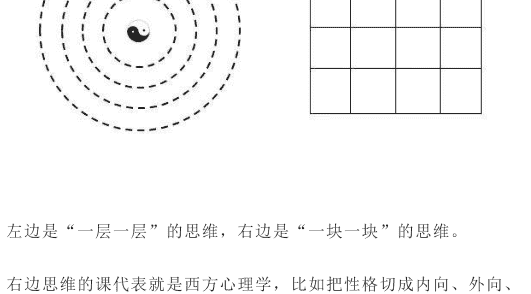 左边是“一层一层”的思维，右边是“一块一块”的思维。
右边思维的课代表就是西方心理学，比如把性格切成内向、外向、